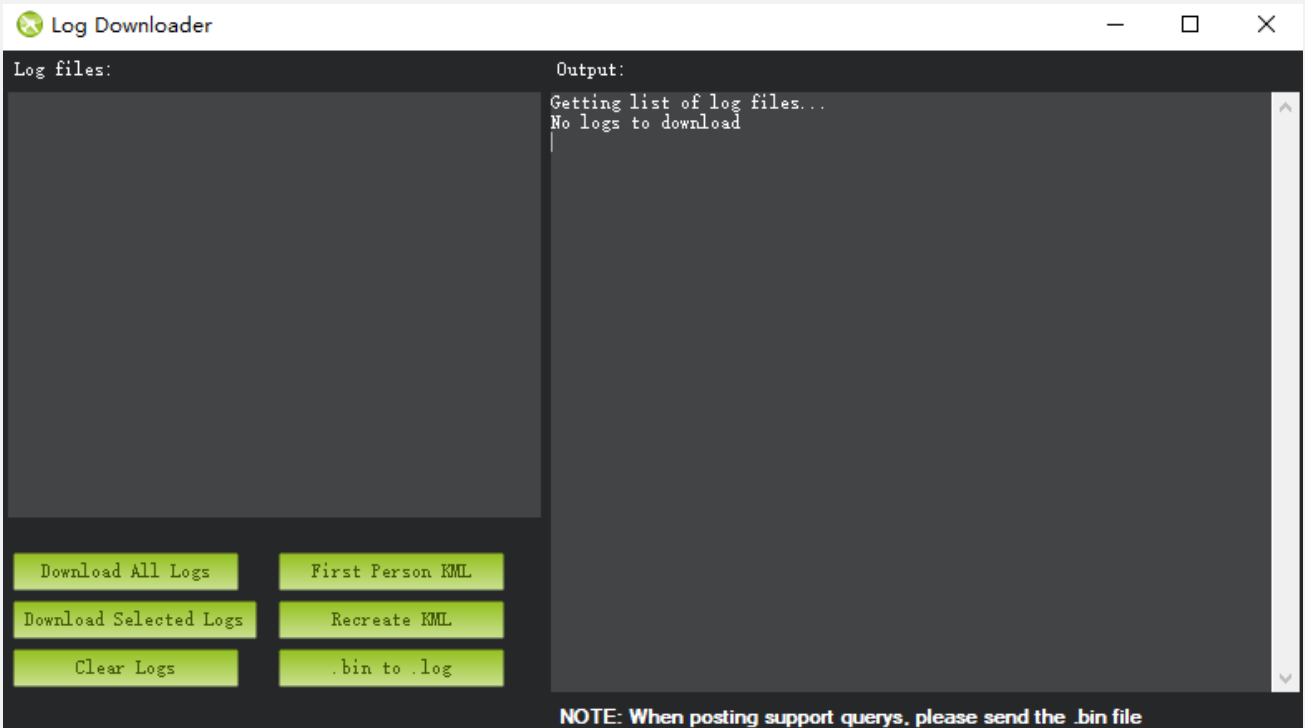 Log Downloader
Log files:
Output:
Getting list of log files...
No logs to download
Download All Logs
First Person KML
Download Selected Logs
Recreate KML
Clear Logs
.bin to .log
NOTE: When posting support querys, please send the .bin file